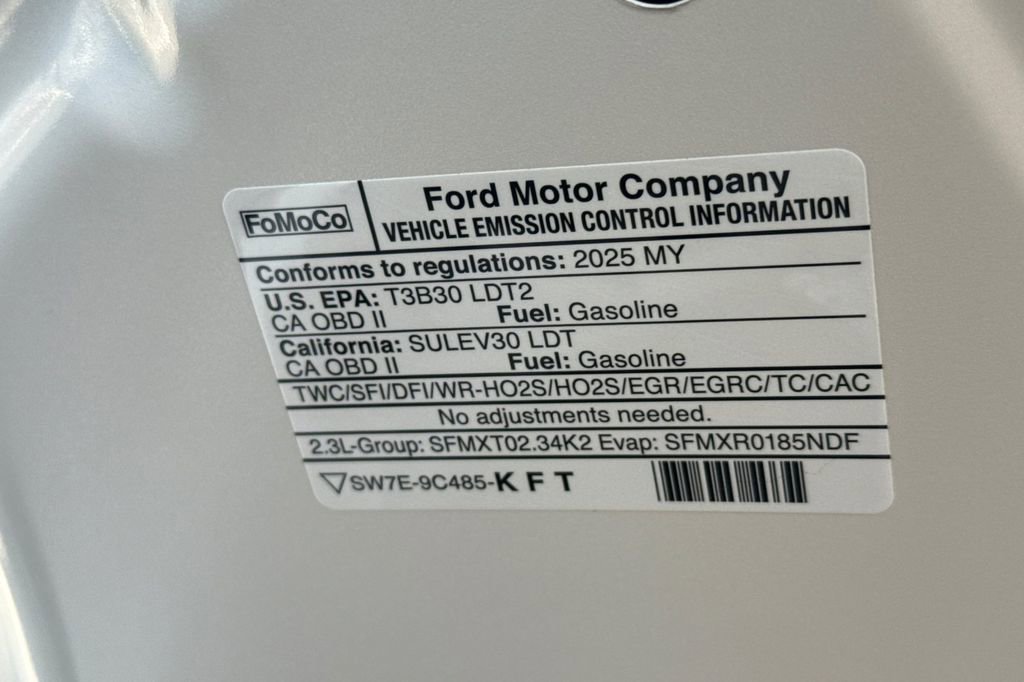 FoMoCo
Ford Motor Company
VEHICLE EMISSION CONTROL INFORMATION
Conforms to regulations: 2025 MY
U.S. EPA: T3B30 LDT2
CA OBD II Fuel: Gasoline
California: SULEV30 LDT
CA OBD II Fuel: Gasoline
TWC/SFI/DFI/WR-HO2S/HO2S/EGR/EGRC/TC/CAC
No adjustments needed.
2.3L-Group: SFMXT02.34K2 Evap: SFMXR0185NDF
SW7E-9C485-K F T